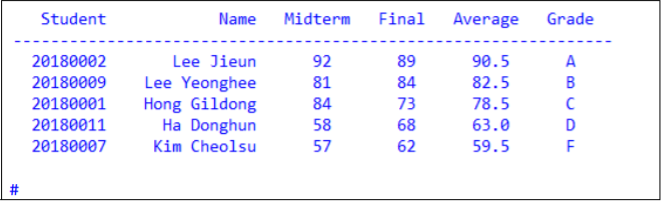 Student Name Midterm Final Average Grade
------------------------------------------------------------
20180002 Lee Jieun 92 89 90.5 A
20180009 Lee Yeonghee 81 84 82.5 B
20180001 Hong Gildong 84 73 78.5 C
20180011 Ha Donghun 58 68 63.0 D
20180007 Kim Cheolsu 57 62 59.5 F
#